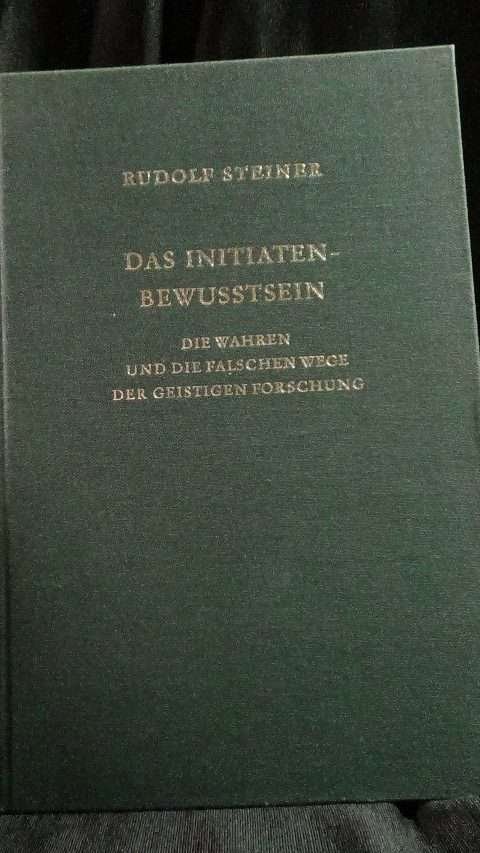 RUDOLF STEINER
DAS INITIATEN-
BEWUSSTSEIN
DIE WAHREN
UND DIE FALSCHEN WEGE
DER GEISTIGEN FORSCHUNG